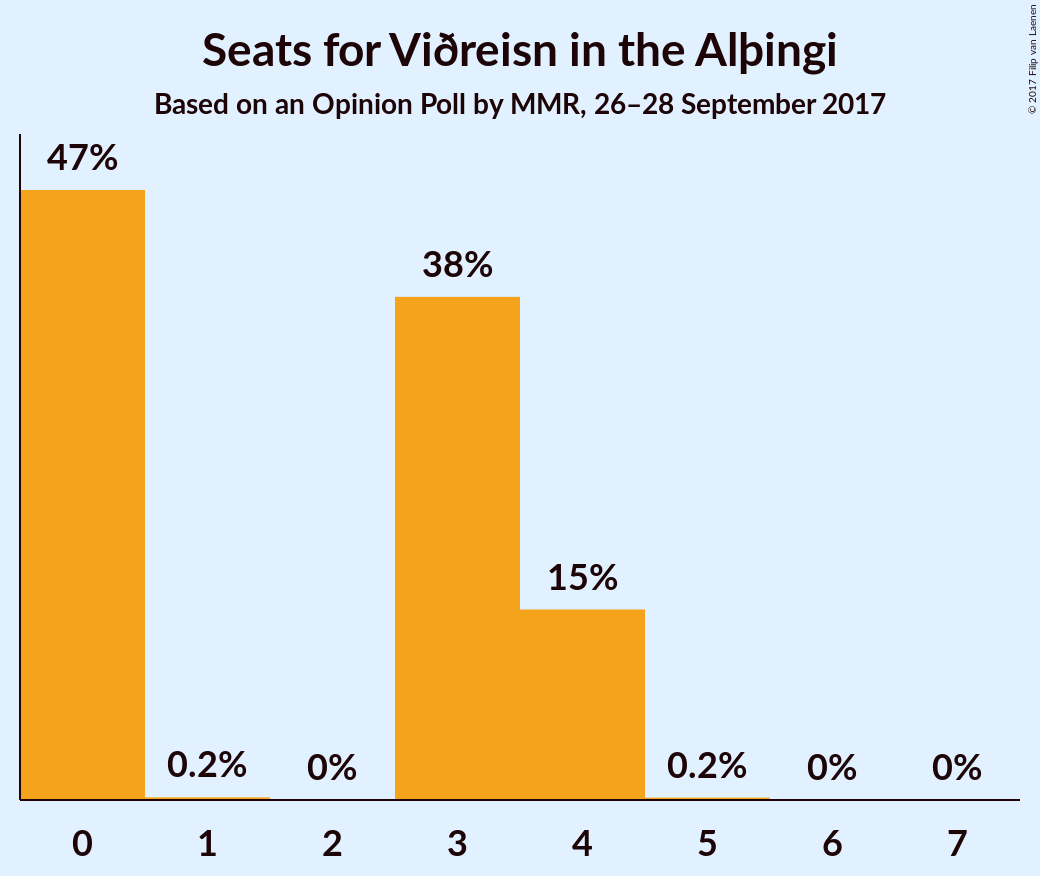 Seats for Viðreisn in the Alþingi
Based on an Opinion Poll by MMR, 26–28 September 2017
© 2017 Filip van Laenen
47%
0.2%
0%
38%
15%
0.2%
0%
0%
0 1 2 3 4 5 6 7